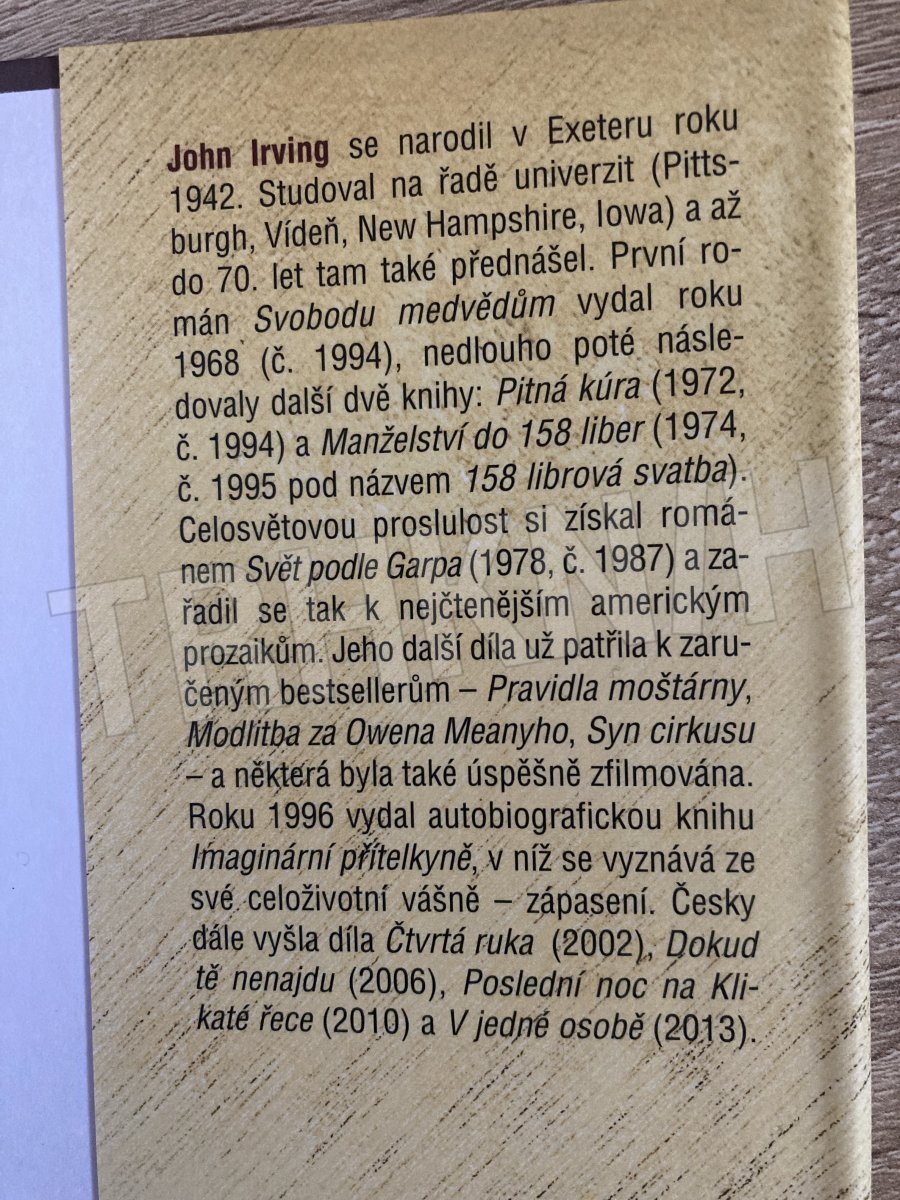 John Irving se narodil v Exeteru roku
1942. Studoval na řadě univerzit (Pitts-
burgh, Vídeň, New Hampshire, Iowa) a až
do 70. let tam také přednášel. První ro-
mán Svobodu medvědům vydal roku
1968 (č. 1994), nedlouho poté násle-
dovaly další dvě knihy: Pitná kúra (1972,
č. 1994) a Manželství do 158 liber (1974,
č. 1995 pod názvem 158 librová svatba).
Celosvětovou proslulost si získal romá-
nem Svět podle Garpa (1978, č. 1987) a za-
řadil se tak k nejčtenějším americkým
prozaikům. Jeho další díla už patřila k zaru-
čeným bestsellerům – Pravidla moštárny,
Modlitba za Owena Meanyho, Syn cirkusu
– a některá byla také úspěšně zfilmována.
Roku 1996 vydal autobiografickou knihu
Imaginární přítelkyně, v níž se vyznává ze
své celoživotní vášně – zápasení. Česky
dále vyšla díla Čtvrtá ruka (2002), Dokud
tě nenajdu (2006), Poslední noc na Kli-
katé řece (2010) a V jedné osobě (2013).